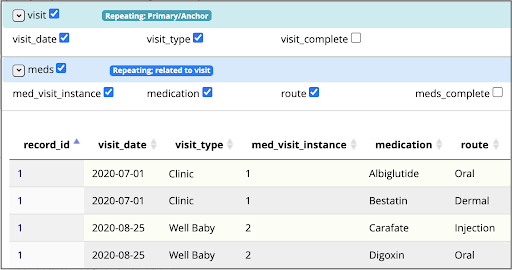 visit Repeating: Primary/Anchor
visit_date visit_type visit_complete
meds Repeating; related to visit
med_visit_instance medication route meds_complete
record_id visit_date visit_type med_visit_instance medication route
1 2020-07-01 Clinic 1 Albiglutide Oral
1 2020-07-01 Clinic 1 Bestatin Dermal
1 2020-08-25 Well Baby 2 Carafate Injection
1 2020-08-25 Well Baby 2 Digoxin Oral